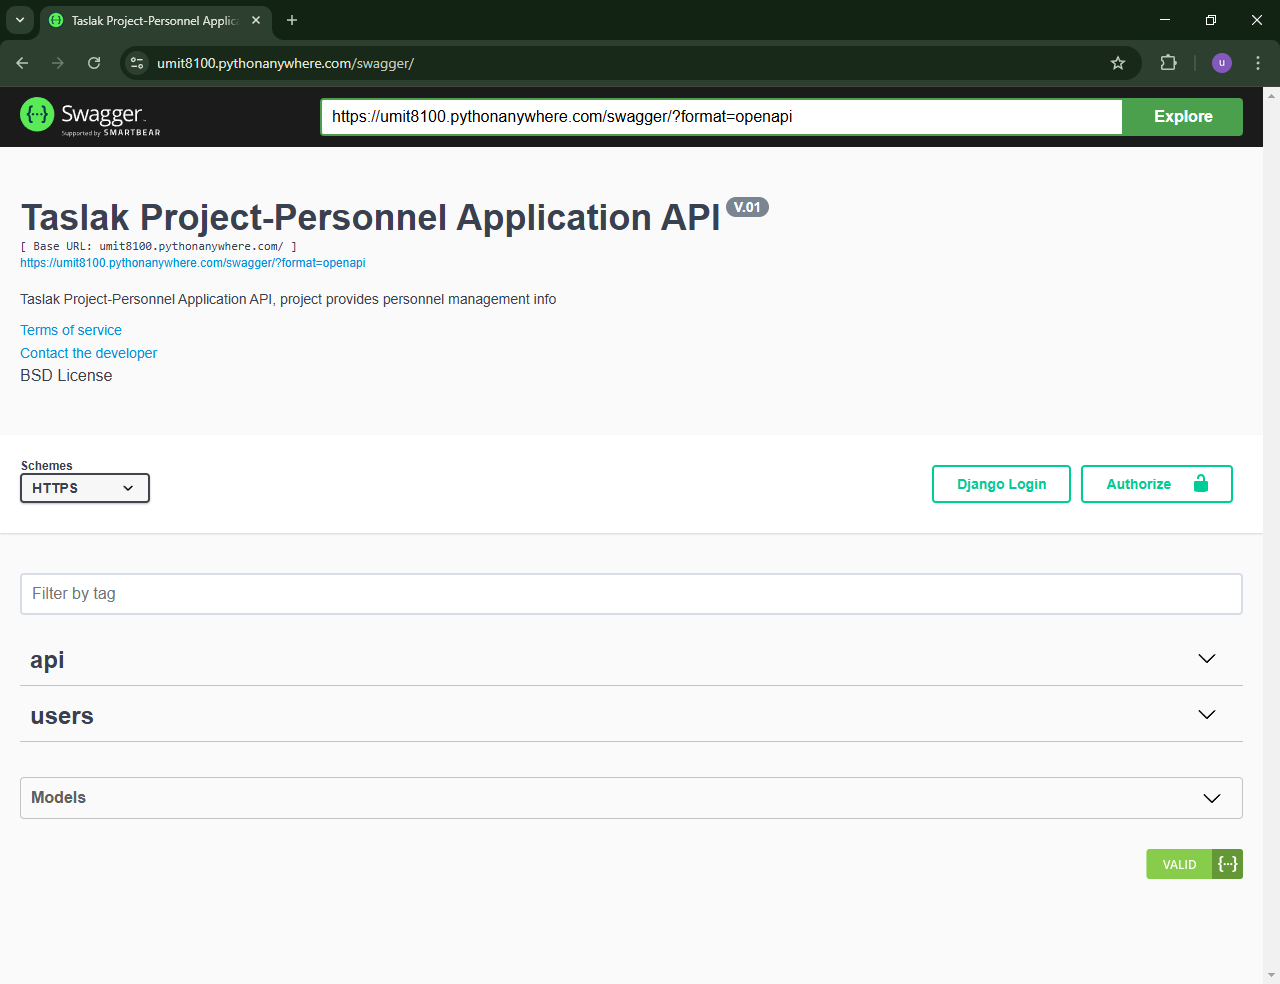 Taslak Project-Personnel Applic
umit8100.pythonanywhere.com/swagger/
u
{···} Swagger
Supported by SMARTBEAR
https://umit8100.pythonanywhere.com/swagger/?format=openapi
Explore
Taslak Project-Personnel Application API V.01
[ Base URL: umit8100.pythonanywhere.com/ ]
https://umit8100.pythonanywhere.com/swagger/?format=openapi
Taslak Project-Personnel Application API, project provides personnel management info
Terms of service
Contact the developer
BSD License
Schemes
HTTPS
Django Login
Authorize
Filter by tag
api
users
Models
VALID {···}